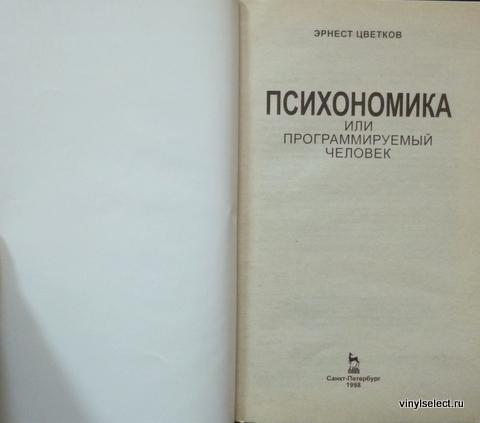 ЭРНЕСТ ЦВЕТКОВ
ПСИХОНОМИКА
ИЛИ
ПРОГРАММИРУЕМЫЙ
ЧЕЛОВЕК
Санкт-Петербург
1998
vinylselect.ru